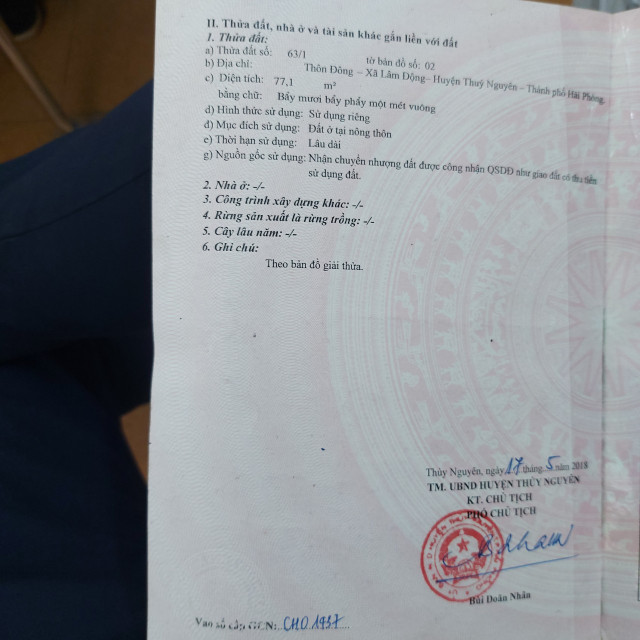 II. Thửa đất, nhà ở và tài sản khác gắn liền với đất
1. Thửa đất:
a) Thửa đất số: 63/1 tờ bản đồ số: 02
b) Địa chỉ: Thôn Đông – Xã Lâm Động– Huyện Thuỷ Nguyên – Thành phố Hải Phòng.
c) Diện tích: 77,1 m²
bằng chữ: Bẩy mươi bẩy phẩy một mét vuông
d) Hình thức sử dụng: Sử dụng riêng
đ) Mục đích sử dụng: Đất ở tại nông thôn
e) Thời hạn sử dụng: Lâu dài
g) Nguồn gốc sử dụng: Nhận chuyển nhượng đất được công nhận QSDĐ như giao đất có thu tiền
sử dụng đất.
2. Nhà ở: -/-
3. Công trình xây dựng khác: -/-
4. Rừng sản xuất là rừng trồng: -/-
5. Cây lâu năm: -/-
6. Ghi chú:
Theo bản đồ giải thửa.
Thủy Nguyên, ngày 17 tháng 5 năm 2018
TM. UBND HUYỆN THỦY NGUYÊN
KT. CHỦ TỊCH
PHÓ CHỦ TỊCH
Bùi Doãn Nhân
Vào sổ cấp GCN: CH01937